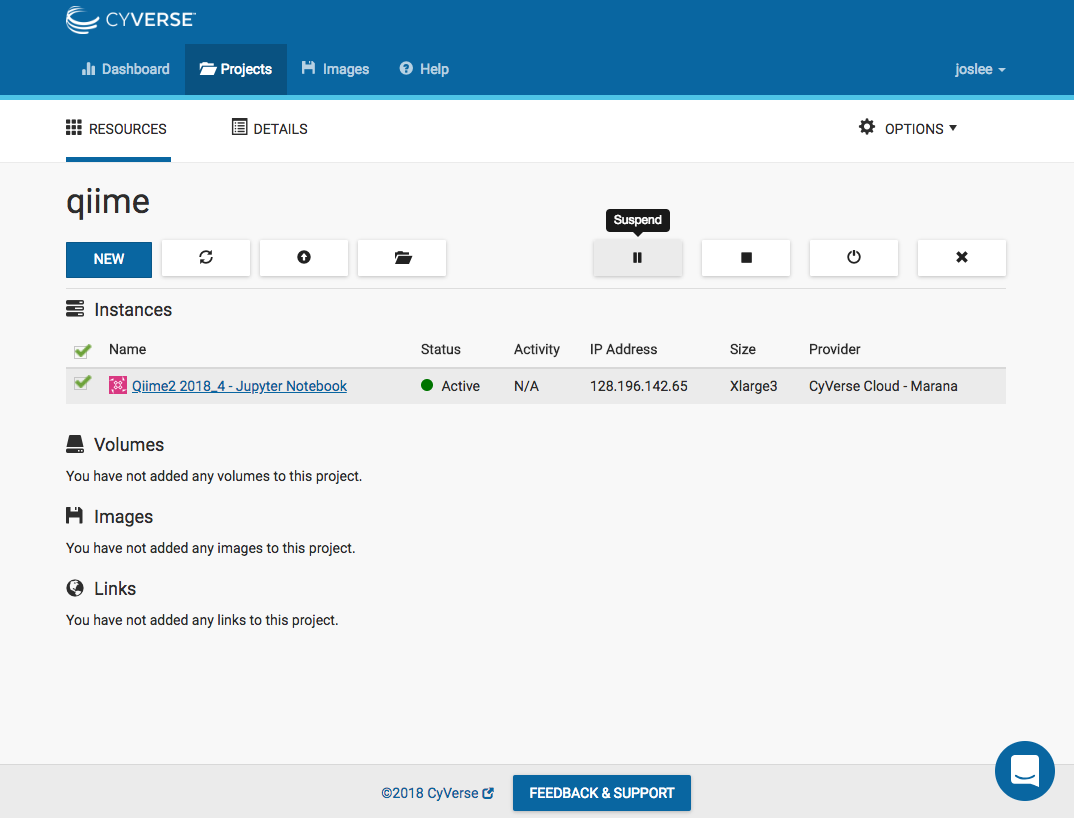 CYVERSE
Dashboard Projects Images Help joslee
RESOURCES DETAILS OPTIONS
qiime
Suspend
NEW
Instances
Name Status Activity IP Address Size Provider
Qiime2 2018_4 - Jupyter Notebook Active N/A 128.196.142.65 Xlarge3 CyVerse Cloud - Marana
Volumes
You have not added any volumes to this project.
Images
You have not added any images to this project.
Links
You have not added any links to this project.
©2018 CyVerse FEEDBACK & SUPPORT